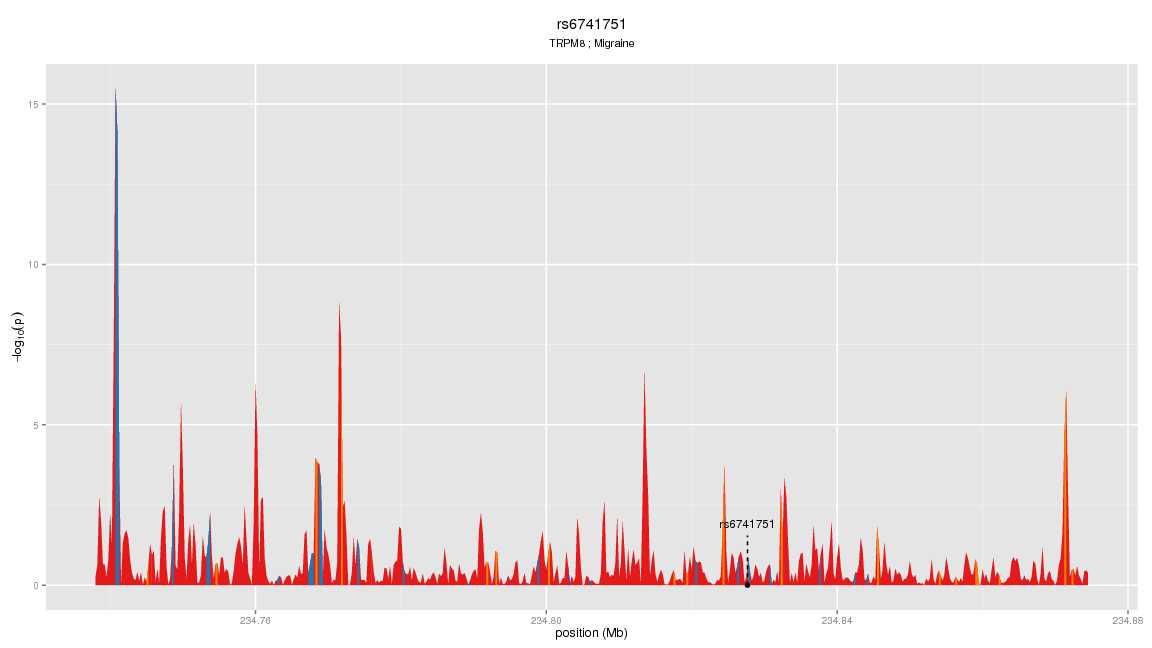 rs6741751
TRPM8 ; Migraine
15
10
5
0
−log10(p)
rs6741751
234.76
234.80
234.84
234.88
position (Mb)